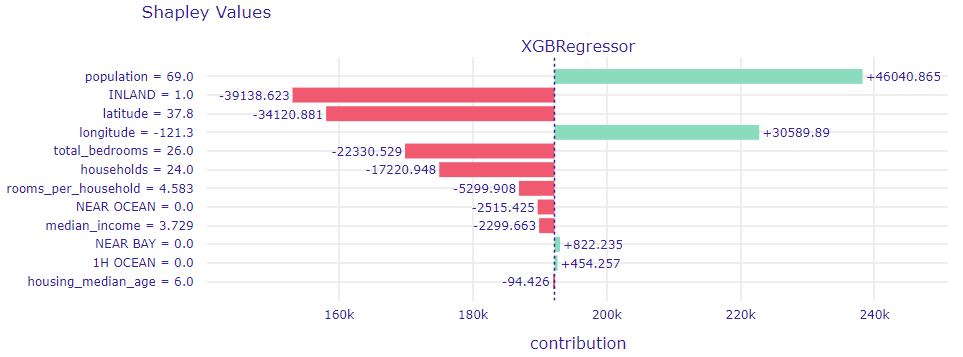 Shapley Values
XGBRegressor
population = 69.0 +46040.865
INLAND = 1.0 -39138.623
latitude = 37.8 -34120.881
longitude = -121.3 +30589.89
total_bedrooms = 26.0 -22330.529
households = 24.0 -17220.948
rooms_per_household = 4.583 -5299.908
NEAR OCEAN = 0.0 -2515.425
median_income = 3.729 -2299.663
NEAR BAY = 0.0 +822.235
1H OCEAN = 0.0 +454.257
housing_median_age = 6.0 -94.426
160k 180k 200k 220k 240k
contribution